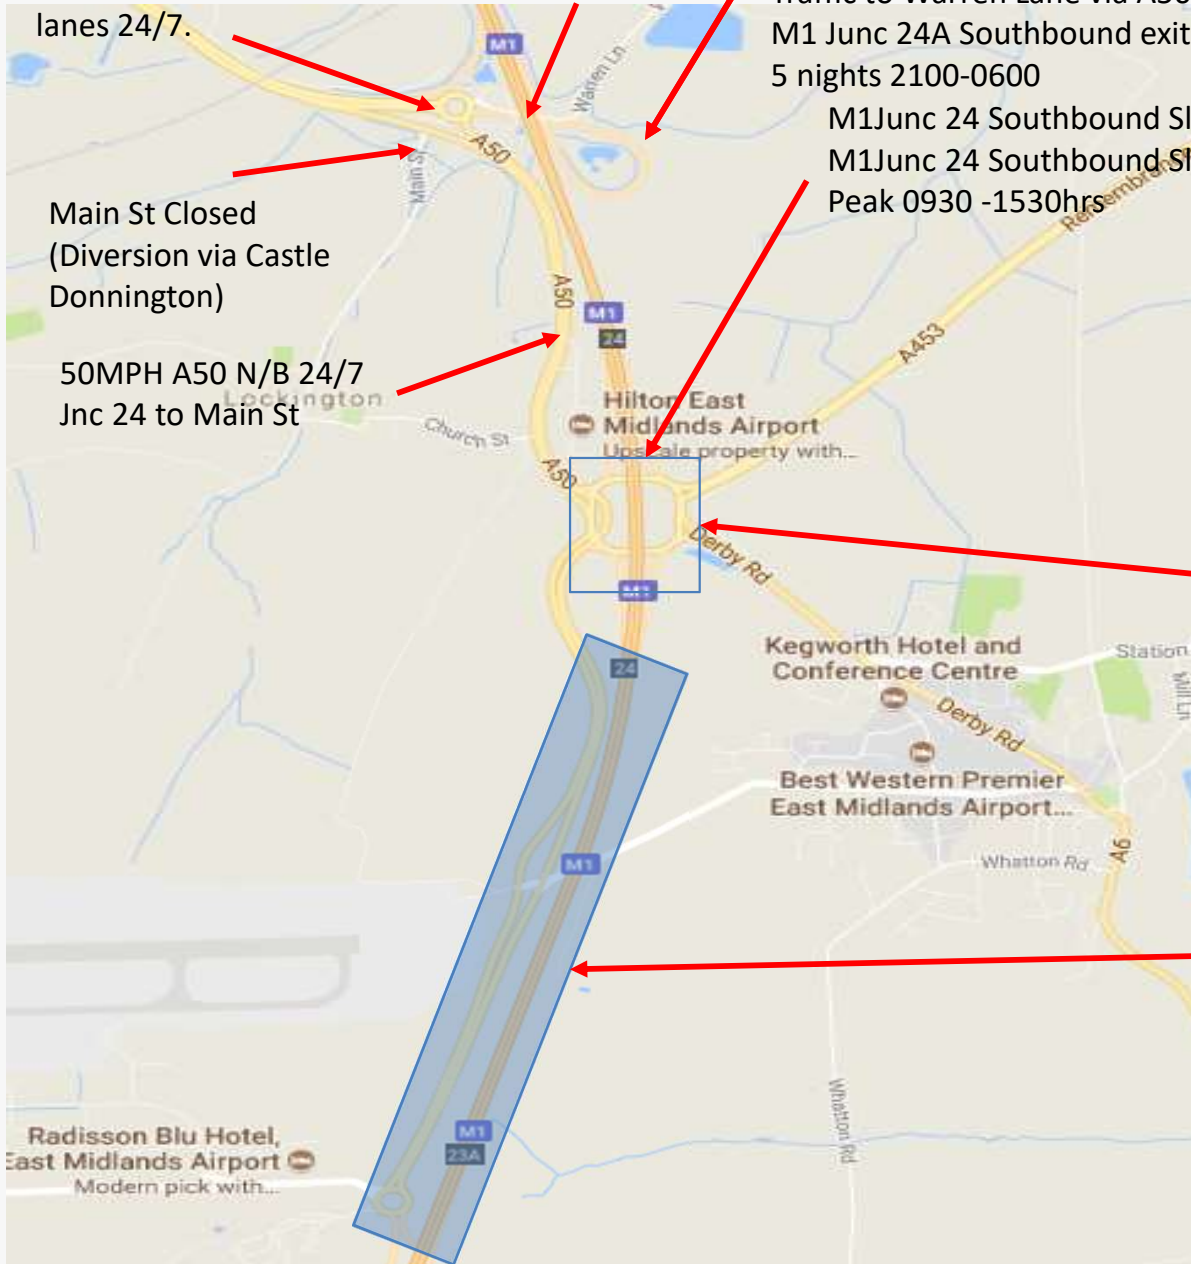 lanes 24/7.
M1 Junc 24A Southbound exit
5 nights 2100-0600
M1Junc 24 Southbound
M1Junc 24 Southbound
Peak 0930 -1530hrs
M1
Warren Ln
A50
Main St
Main St Closed
(Diversion via Castle
Donnington)
A50
M1
24
A453
50MPH A50 N/B 24/7
Jnc 24 to Main St
Lockington
Church St
Hilton East
Midlands Airport
Upscale property with...
A50
Derby Rd
M1
24
Kegworth Hotel and
Conference Centre
Station
Derby Rd
Best Western Premier
East Midlands Airport...
M1
Whatton Rd
A6
Whatton Rd
M1
23A
Radisson Blu Hotel,
East Midlands Airport
Modern pick with...